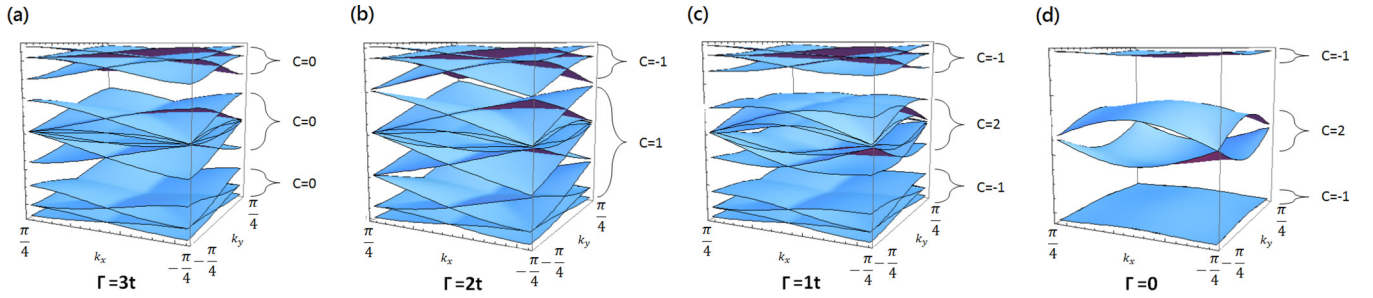 (a)
C=0
C=0
C=0
π/4
k_x
-π/4
-π/4
k_y
π/4
Γ=3t
(b)
C=-1
C=1
π/4
k_x
-π/4
-π/4
k_y
π/4
Γ=2t
(c)
C=-1
C=2
C=-1
π/4
k_x
-π/4
-π/4
k_y
π/4
Γ=1t
(d)
C=-1
C=2
C=-1
π/4
k_x
-π/4
-π/4
k_y
π/4
Γ=0